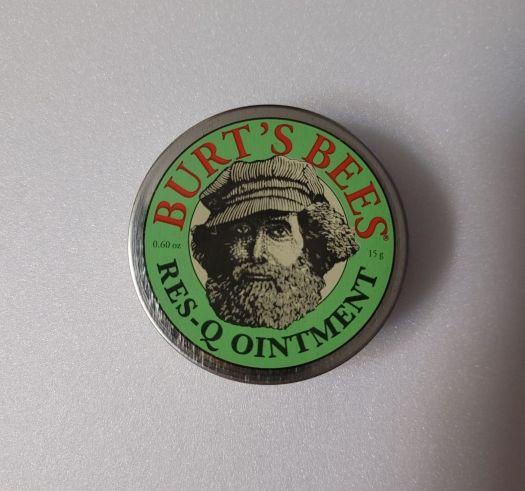 BURT'S BEES®
0.60 oz
15 g
RES-Q OINTMENT